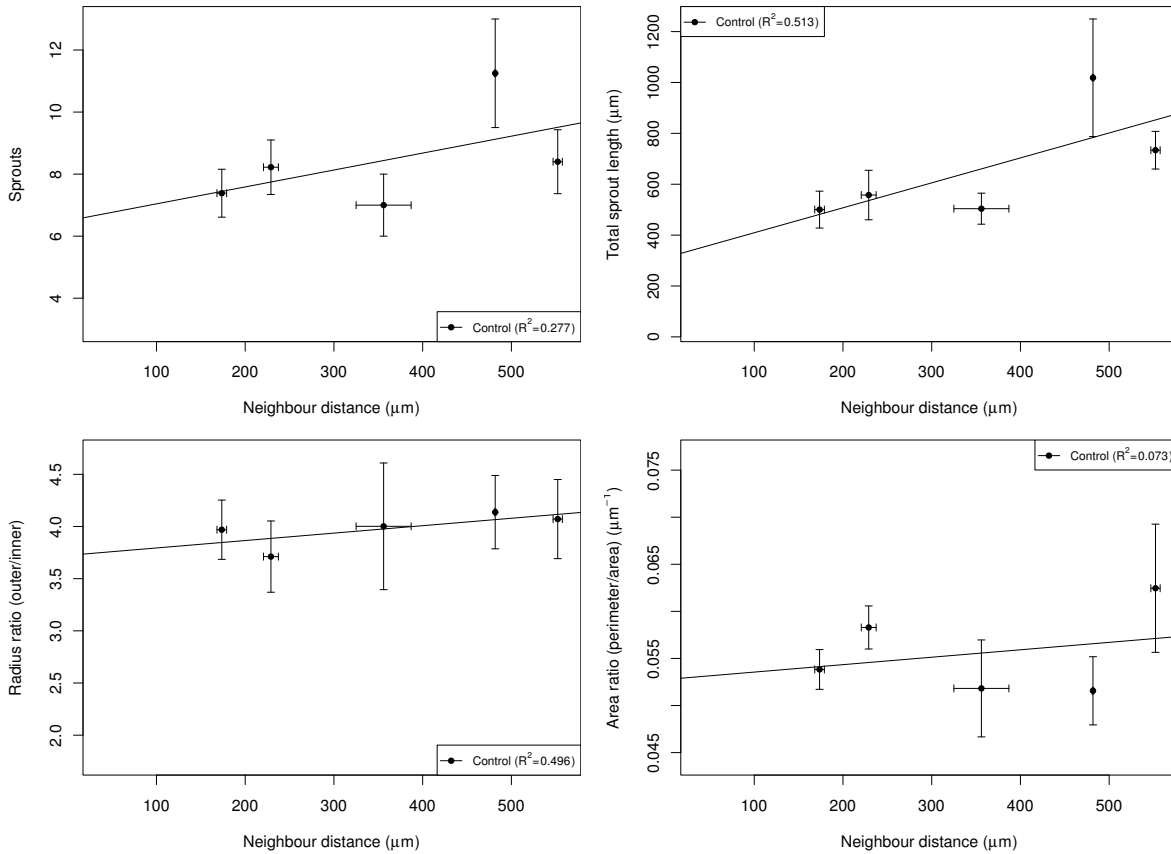 Sprouts
12
10
8
6
4
Control (R²=0.277)
100 200 300 400 500
Neighbour distance (μm)
Total sprout length (μm)
1200
1000
800
600
400
200
0
Control (R²=0.513)
100 200 300 400 500
Neighbour distance (μm)
Radius ratio (outer/inner)
4.5
4.0
3.5
3.0
2.5
2.0
Control (R²=0.496)
100 200 300 400 500
Neighbour distance (μm)
Area ratio (perimeter/area) (μm⁻¹)
0.075
0.065
0.055
0.045
Control (R²=0.073)
100 200 300 400 500
Neighbour distance (μm)